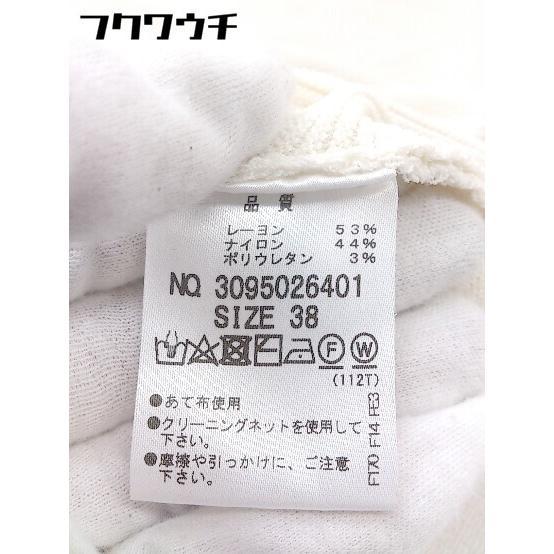 フクワウチ
品質
レーヨン 53%
ナイロン 44%
ポリウレタン 3%
NO. 3095026401
SIZE 38
F W
(112T)
●あて布使用
●クリーニングネットを使用して
下さい。
●摩擦や引っかけに、ご注意
下さい。
F170 F14 F53